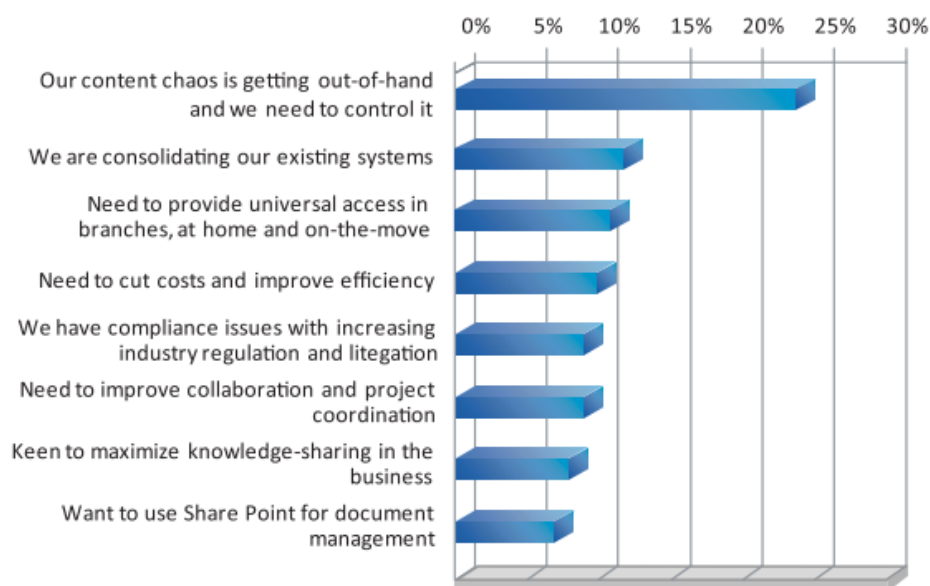 0% 5% 10% 15% 20% 25% 30%
Our content chaos is getting out-of-hand
and we need to control it
We are consolidating our existing systems
Need to provide universal access in
branches, at home and on-the-move
Need to cut costs and improve efficiency
We have compliance issues with increasing
industry regulation and litegation
Need to improve collaboration and project
coordination
Keen to maximize knowledge-sharing in the
business
Want to use Share Point for document
management